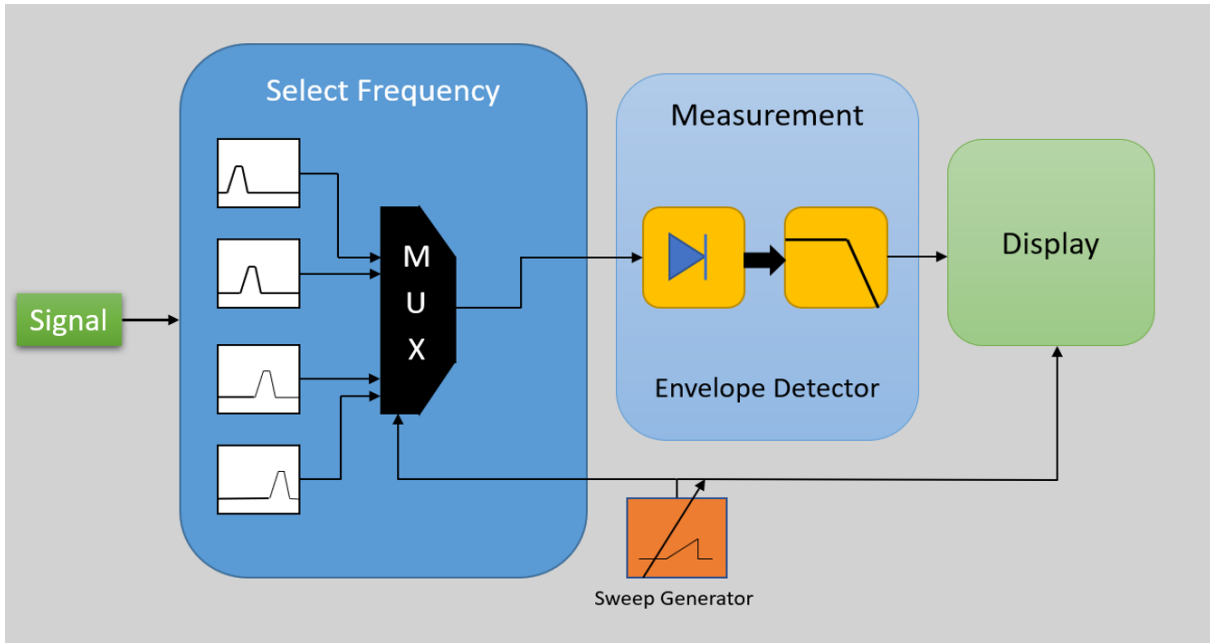 Select Frequency
Measurement
M
U
X
Display
Signal
Envelope Detector
Sweep Generator